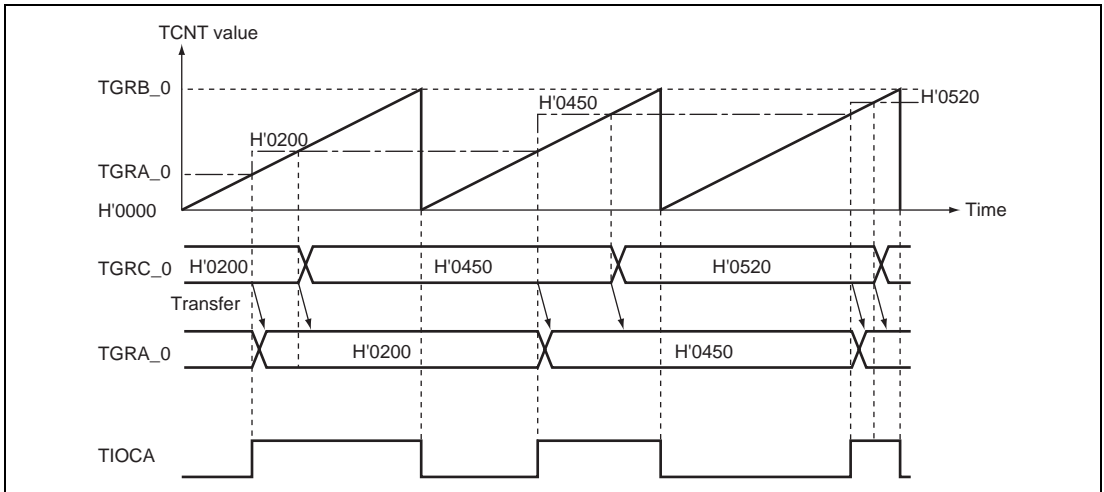 TCNT value
TGRB_0
H'0520
H'0450
H'0200
TGRA_0
H'0000
Time
TGRC_0
H'0200
H'0450
H'0520
Transfer
TGRA_0
H'0200
H'0450
TIOCA